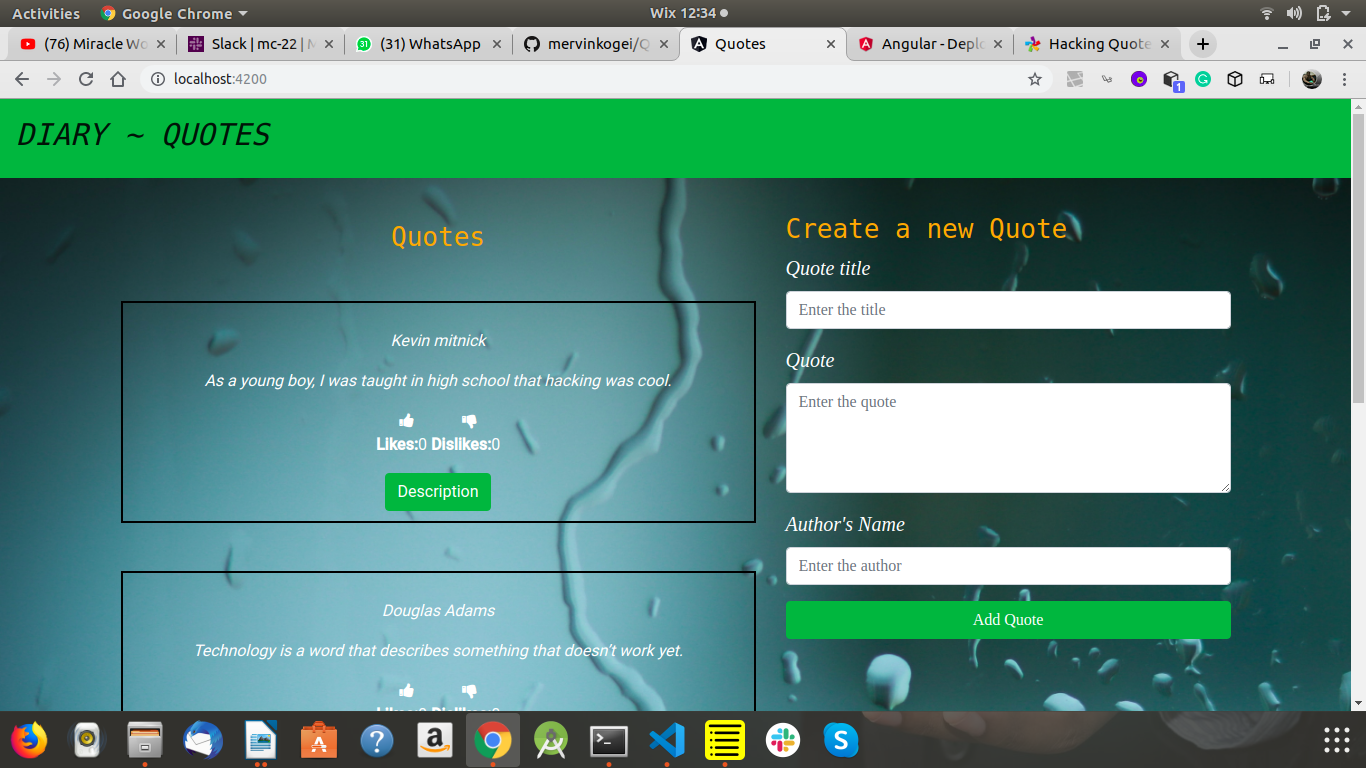 Activities Google Chrome Wix 12:34
(76) Miracle Wo Slack | mc-22 | M (31) WhatsApp mervinkogei/Q Quotes Angular - Deplo Hacking Quote
localhost:4200
1
DIARY ~ QUOTES
Quotes
Kevin mitnick
As a young boy, I was taught in high school that hacking was cool.
Likes:0 Dislikes:0
Description
Douglas Adams
Technology is a word that describes something that doesn't work yet.
Likes:0 Dislikes:0
Create a new Quote
Quote title
Enter the title
Quote
Enter the quote
Author's Name
Enter the author
Add Quote